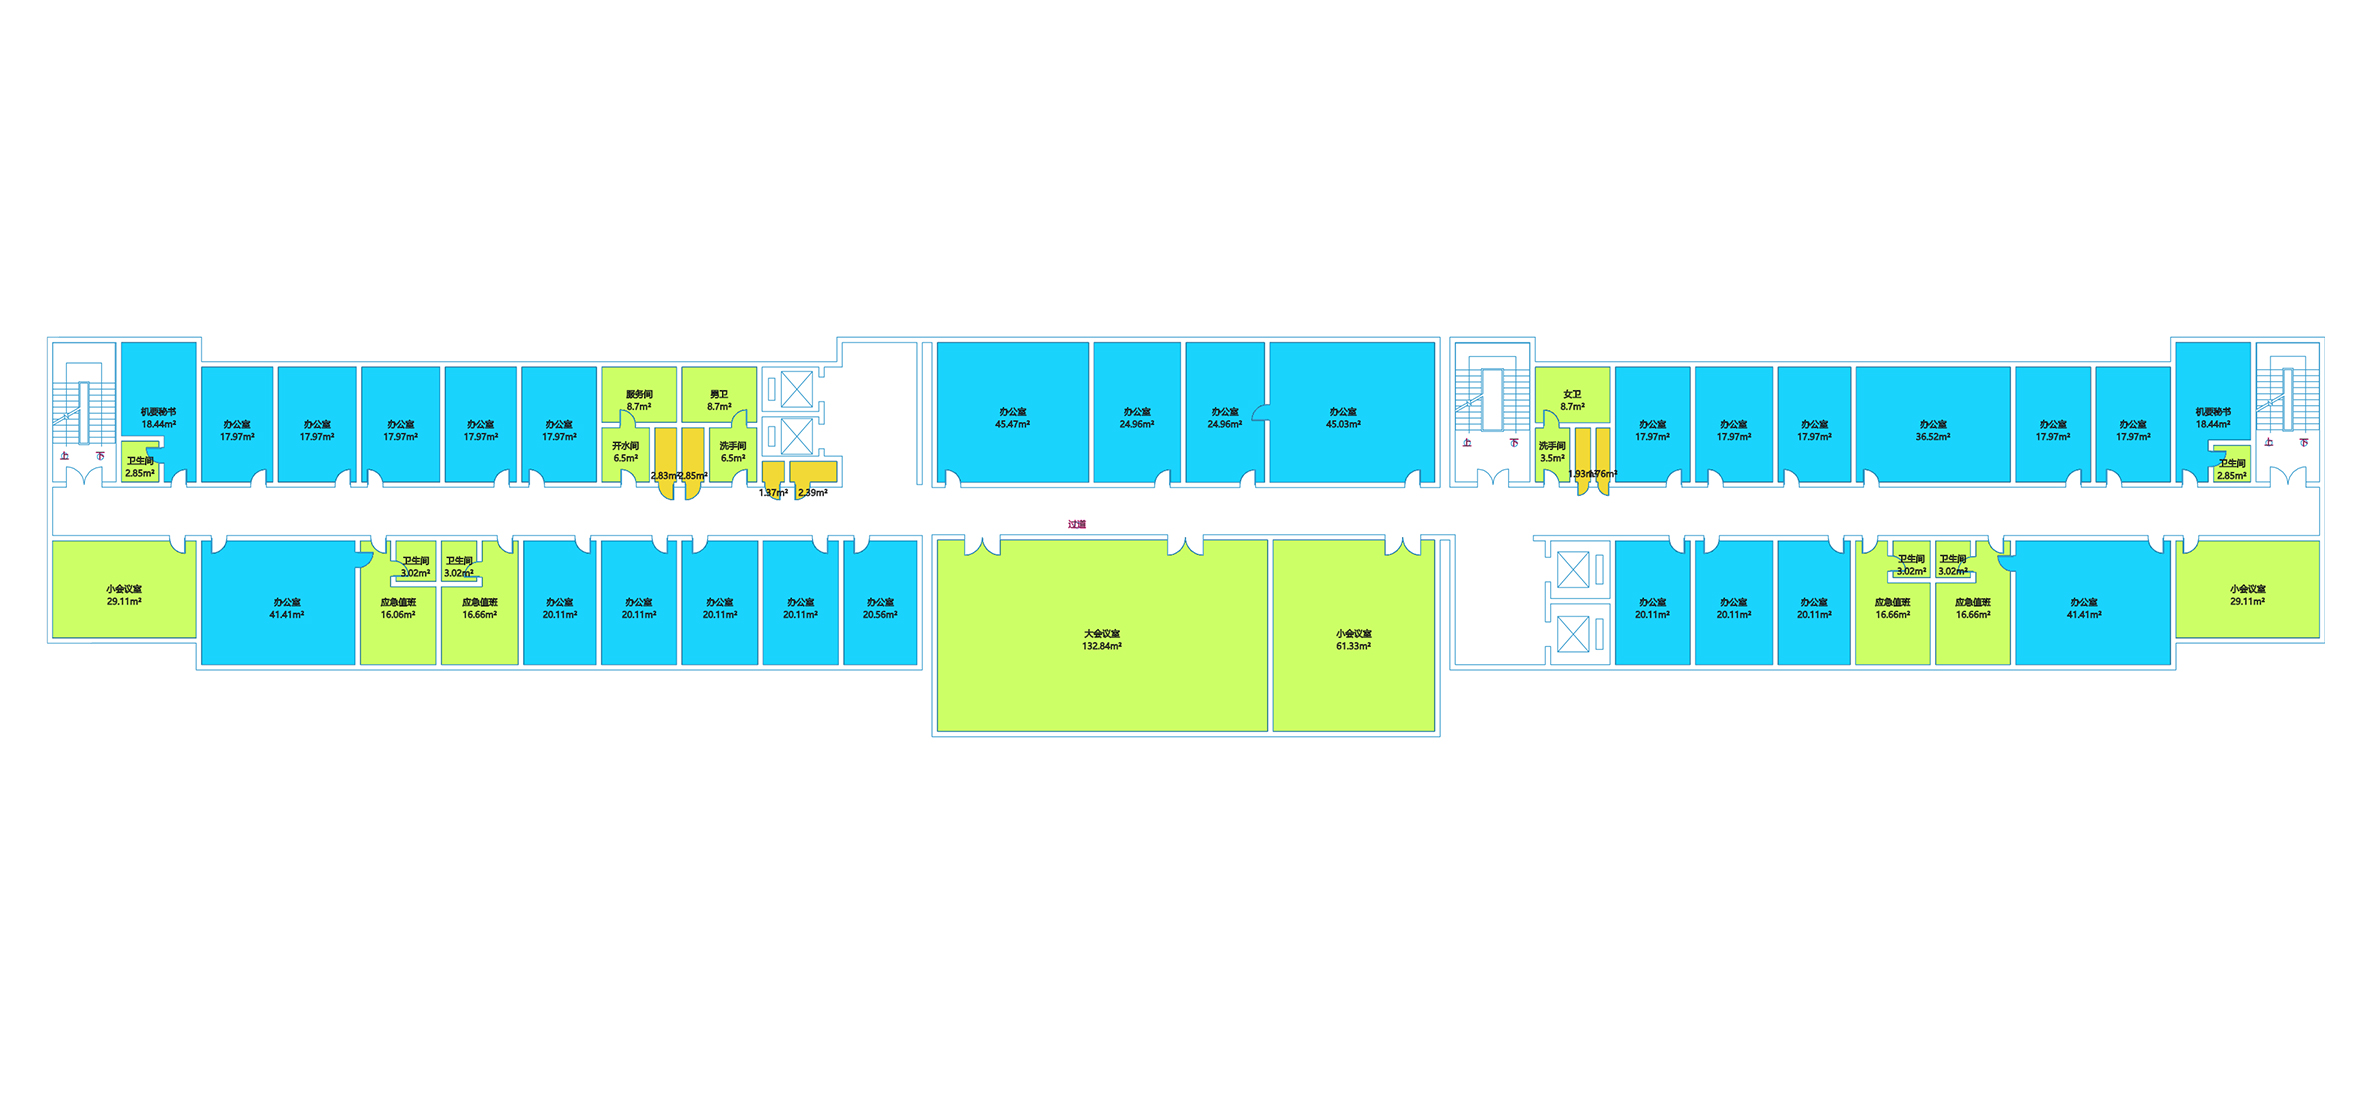 机要秘书
18.44m²
上
下
卫生间
2.85m²
办公室
17.97m²
办公室
17.97m²
办公室
17.97m²
办公室
17.97m²
办公室
17.97m²
服务间
8.7m²
开水间
6.5m²
男卫
8.7m²
洗手间
6.5m²
2.83m²
2.85m²
1.37m²
2.39m²
办公室
45.47m²
办公室
24.96m²
办公室
24.96m²
办公室
45.03m²
上
下
女卫
8.7m²
洗手间
3.5m²
1.93m²
1.76m²
办公室
17.97m²
办公室
17.97m²
办公室
17.97m²
办公室
36.52m²
办公室
17.97m²
办公室
17.97m²
机要秘书
18.44m²
卫生间
2.85m²
上
下
过道
小会议室
29.11m²
办公室
41.41m²
卫生间
3.02m²
应急值班
16.06m²
卫生间
3.02m²
应急值班
16.66m²
办公室
20.11m²
办公室
20.11m²
办公室
20.11m²
办公室
20.11m²
办公室
20.56m²
大会议室
132.84m²
小会议室
61.33m²
办公室
20.11m²
办公室
20.11m²
办公室
20.11m²
卫生间
3.02m²
应急值班
16.66m²
卫生间
3.02m²
应急值班
16.66m²
办公室
41.41m²
小会议室
29.11m²